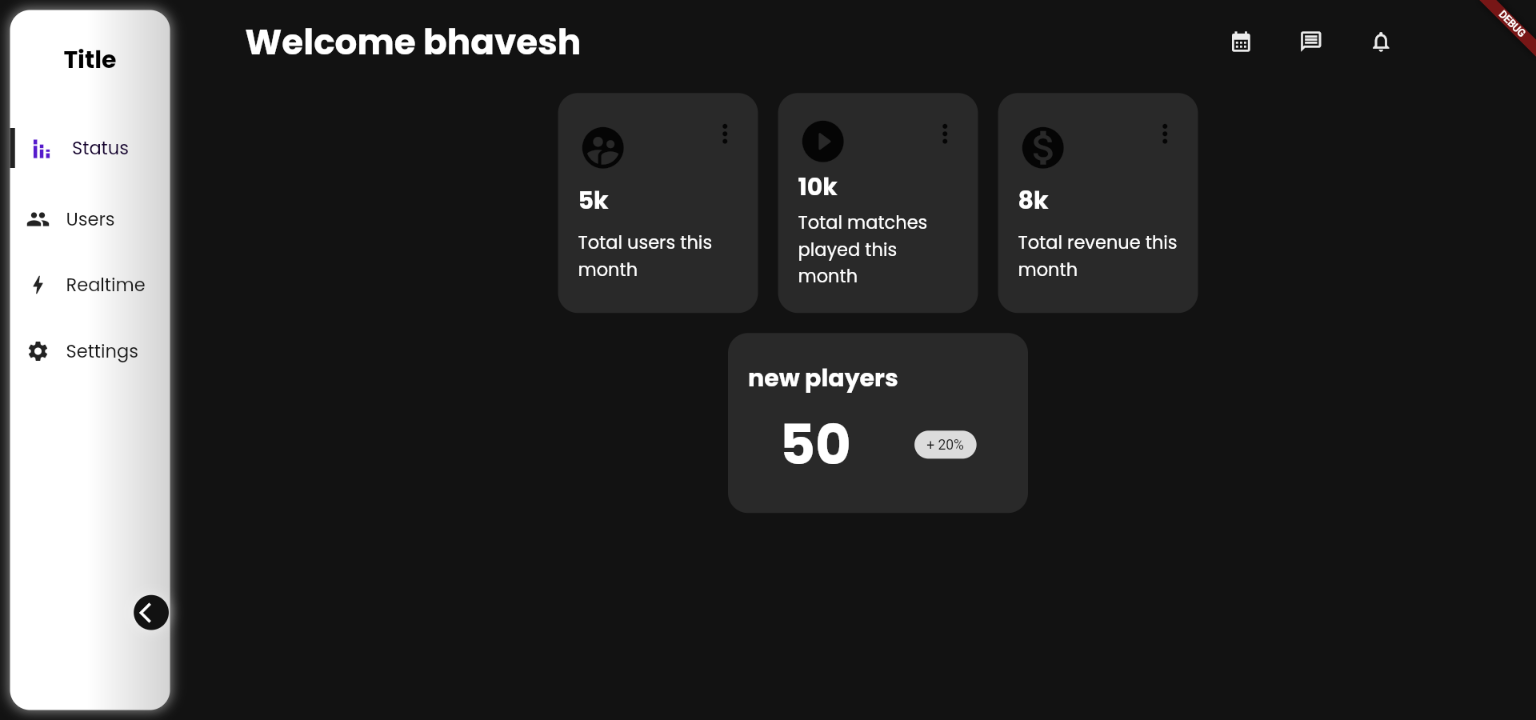 Title
Status
Users
Realtime
Settings
Welcome bhavesh
DEBUG
5k
Total users this
month
10k
Total matches
played this
month
8k
Total revenue this
month
new players
50
+ 20%